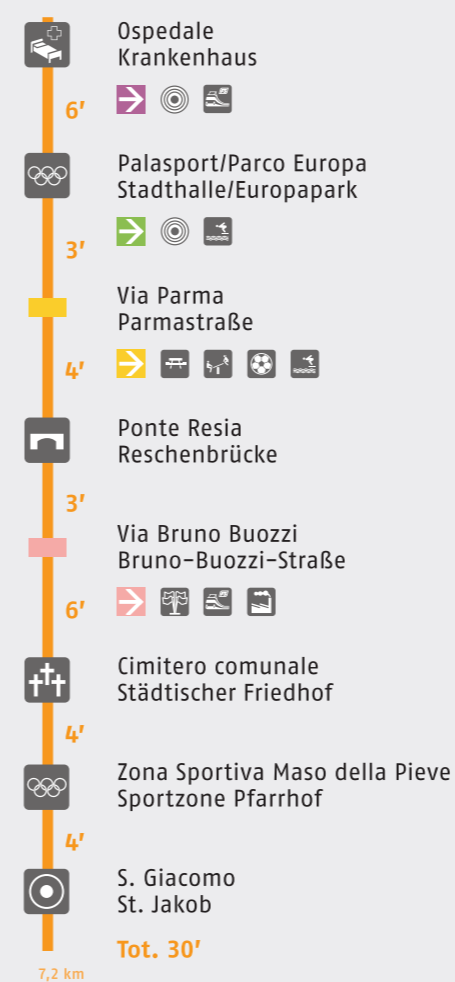 Ospedale
Krankenhaus
6'
Palasport/Parco Europa
Stadthalle/Europapark
3'
Via Parma
Parmastraße
4'
Ponte Resia
Reschenbrücke
3'
Via Bruno Buozzi
Bruno-Buozzi-Straße
6'
Cimitero comunale
Städtischer Friedhof
4'
Zona Sportiva Maso della Pieve
Sportzone Pfarrhof
4'
S. Giacomo
St. Jakob
Tot. 30'
7,2 km